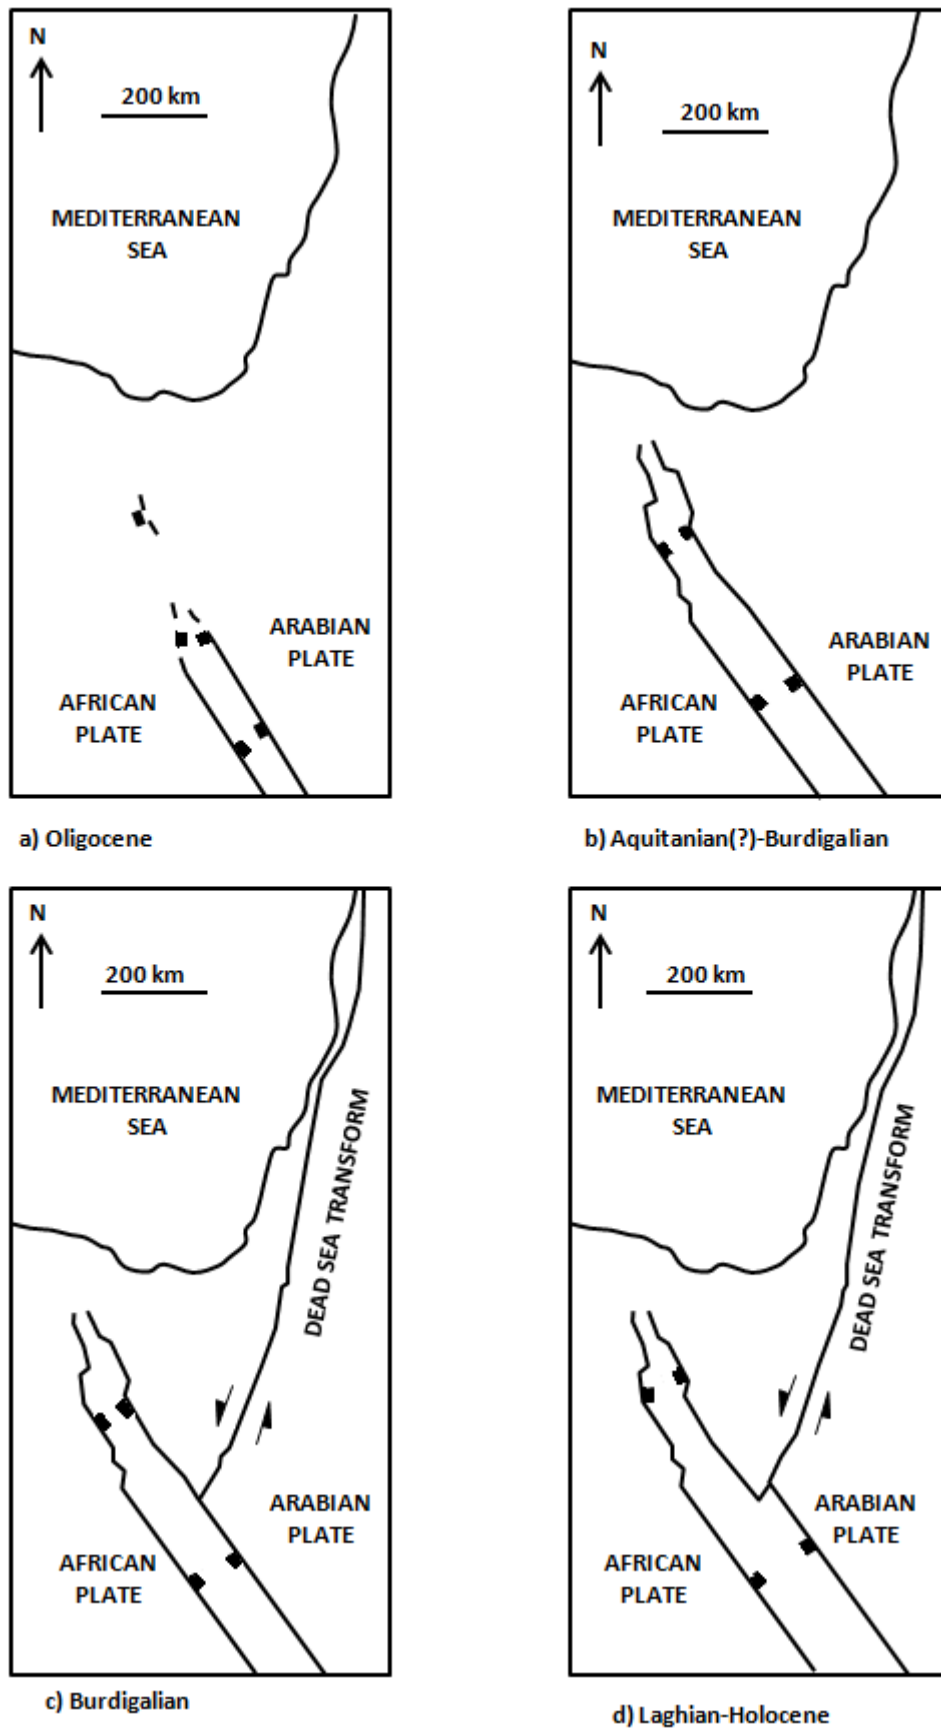 N
200 km
MEDITERRANEAN
SEA
ARABIAN
PLATE
AFRICAN
PLATE
a) Oligocene
N
200 km
MEDITERRANEAN
SEA
ARABIAN
PLATE
AFRICAN
PLATE
b) Aquitanian(?)-Burdigalian
N
200 km
MEDITERRANEAN
SEA
DEAD SEA TRANSFORM
ARABIAN
PLATE
AFRICAN
PLATE
c) Burdigalian
N
200 km
MEDITERRANEAN
SEA
DEAD SEA TRANSFORM
ARABIAN
PLATE
AFRICAN
PLATE
d) Laghian-Holocene